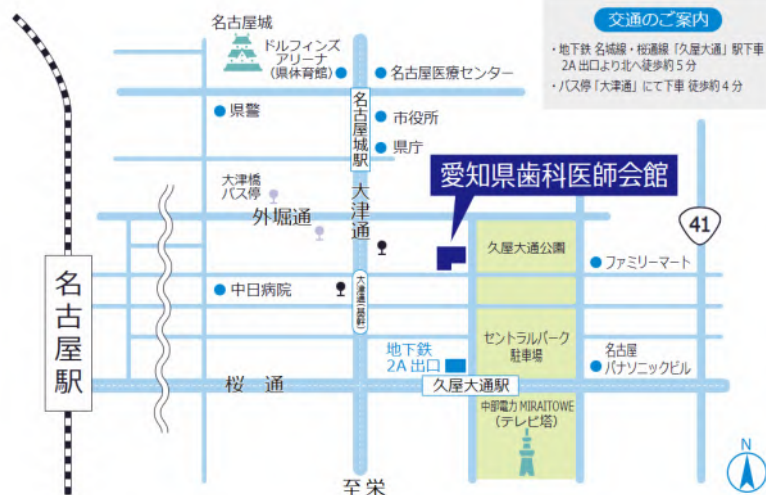 交通のご案内
・地下鉄 名城線・桜通線「久屋大通」駅下車
2A 出口より北へ徒歩約5分
・バス停「大津通」にて下車 徒歩約4分
名古屋城
ドルフィンズ
アリーナ
(県体育館)
名古屋医療センター
県警
名古屋城駅
市役所
県庁
愛知県歯科医師会館
大津橋
バス停
外堀通
大津通
41
久屋大通公園
ファミリーマート
名古屋駅
中日病院
大津通(基幹)
セントラルパーク
駐車場
地下鉄
2A 出口
名古屋
パナソニックビル
桜 通
久屋大通駅
中部電力 MIRAITOWE
(テレビ塔)
至栄
N